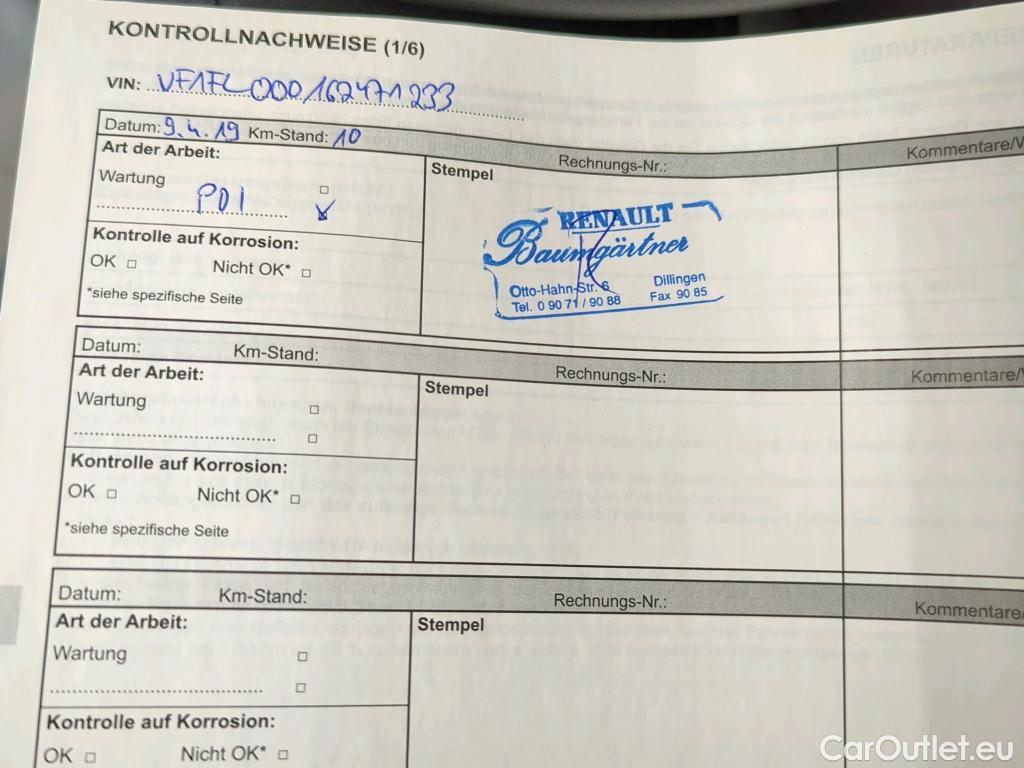 KONTROLLNACHWEISE (1/6)
VIN: VF1FL000162471233
Datum: 9.4.19 Km-Stand: 10
Rechnungs-Nr.:
Kommentare/V
Art der Arbeit:
Stempel
Wartung
PDI
Kontrolle auf Korrosion:
OK Nicht OK*
*siehe spezifische Seite
RENAULT
Baumgärtner
Otto-Hahn-Str. 6 Dillingen
Tel. 0 90 71 / 90 88 Fax 90 85
Datum: Km-Stand:
Rechnungs-Nr.:
Kommentare/V
Art der Arbeit:
Stempel
Wartung
Kontrolle auf Korrosion:
OK Nicht OK*
*siehe spezifische Seite
Datum: Km-Stand:
Rechnungs-Nr.:
Kommentare/
Art der Arbeit:
Stempel
Wartung
Kontrolle auf Korrosion:
OK Nicht OK*
CarOutlet.eu